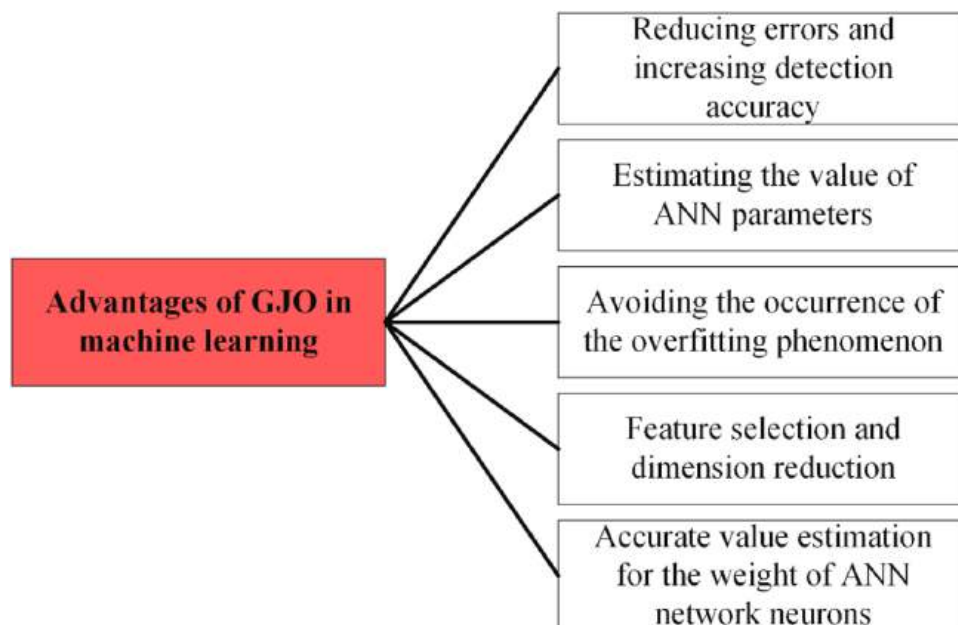 Reducing errors and
increasing detection
accuracy
Estimating the value of
ANN parameters
Advantages of GJO in
machine learning
Avoiding the occurrence of
the overfitting phenomenon
Feature selection and
dimension reduction
Accurate value estimation
for the weight of ANN
network neurons